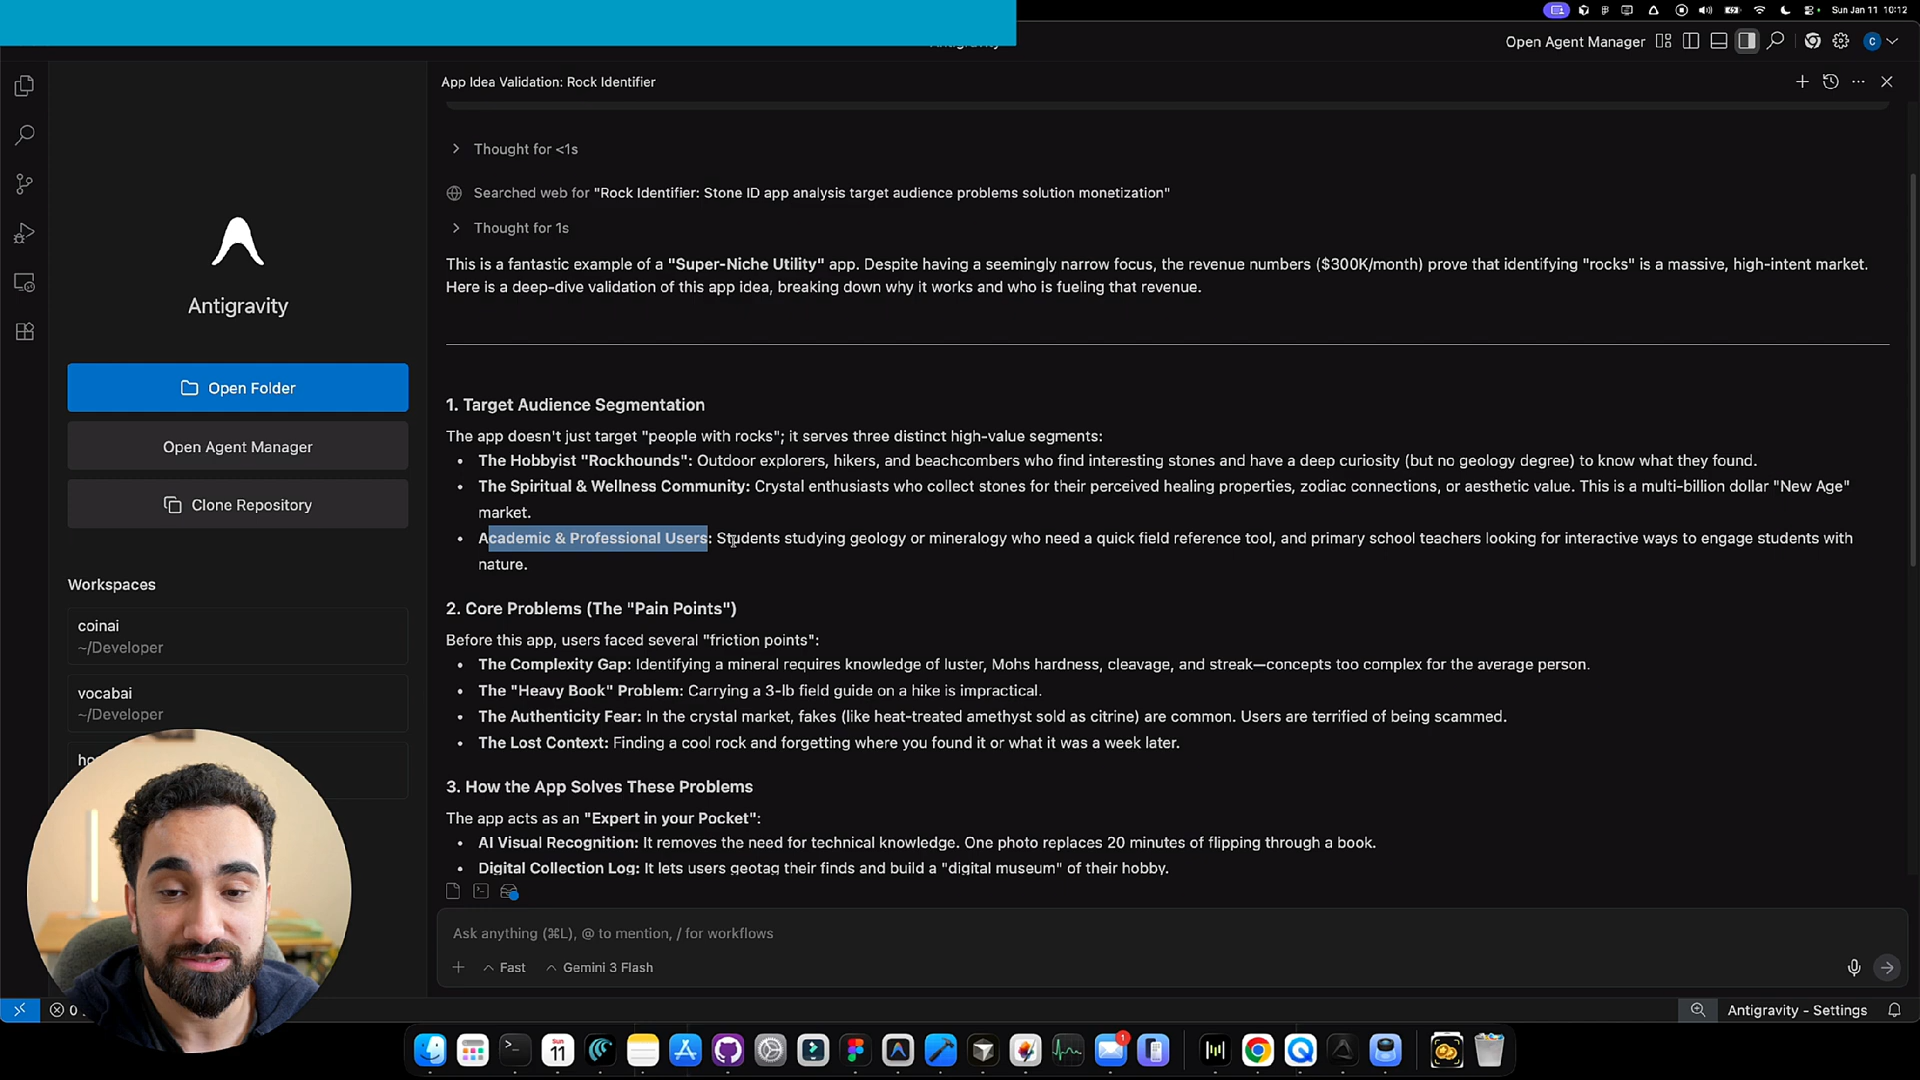 Sun Jan 11 10:12
Open Agent Manager
C
App Idea Validation: Rock Identifier
Thought for <1s
Searched web for "Rock Identifier: Stone ID app analysis target audience problems solution monetization"
Thought for 1s
This is a fantastic example of a "Super-Niche Utility" app. Despite having a seemingly narrow focus, the revenue numbers ($300K/month) prove that identifying "rocks" is a massive, high-intent market.
Here is a deep-dive validation of this app idea, breaking down why it works and who is fueling that revenue.
Antigravity
Open Folder
Open Agent Manager
Clone Repository
Workspaces
coinai
~/Developer
vocabai
~/Developer
1. Target Audience Segmentation
The app doesn't just target "people with rocks"; it serves three distinct high-value segments:
• The Hobbyist "Rockhounds": Outdoor explorers, hikers, and beachcombers who find interesting stones and have a deep curiosity (but no geology degree) to know what they found.
• The Spiritual & Wellness Community: Crystal enthusiasts who collect stones for their perceived healing properties, zodiac connections, or aesthetic value. This is a multi-billion dollar "New Age"
market.
• Academic & Professional Users: Students studying geology or mineralogy who need a quick field reference tool, and primary school teachers looking for interactive ways to engage students with
nature.
2. Core Problems (The "Pain Points")
Before this app, users faced several "friction points":
• The Complexity Gap: Identifying a mineral requires knowledge of luster, Mohs hardness, cleavage, and streak—concepts too complex for the average person.
• The "Heavy Book" Problem: Carrying a 3-lb field guide on a hike is impractical.
• The Authenticity Fear: In the crystal market, fakes (like heat-treated amethyst sold as citrine) are common. Users are terrified of being scammed.
• The Lost Context: Finding a cool rock and forgetting where you found it or what it was a week later.
3. How the App Solves These Problems
The app acts as an "Expert in your Pocket":
• AI Visual Recognition: It removes the need for technical knowledge. One photo replaces 20 minutes of flipping through a book.
• Digital Collection Log: It lets users geotag their finds and build a "digital museum" of their hobby.
Ask anything (⌘L), @ to mention, / for workflows
Fast
Gemini 3 Flash
0
Antigravity - Settings
Sun
11
1